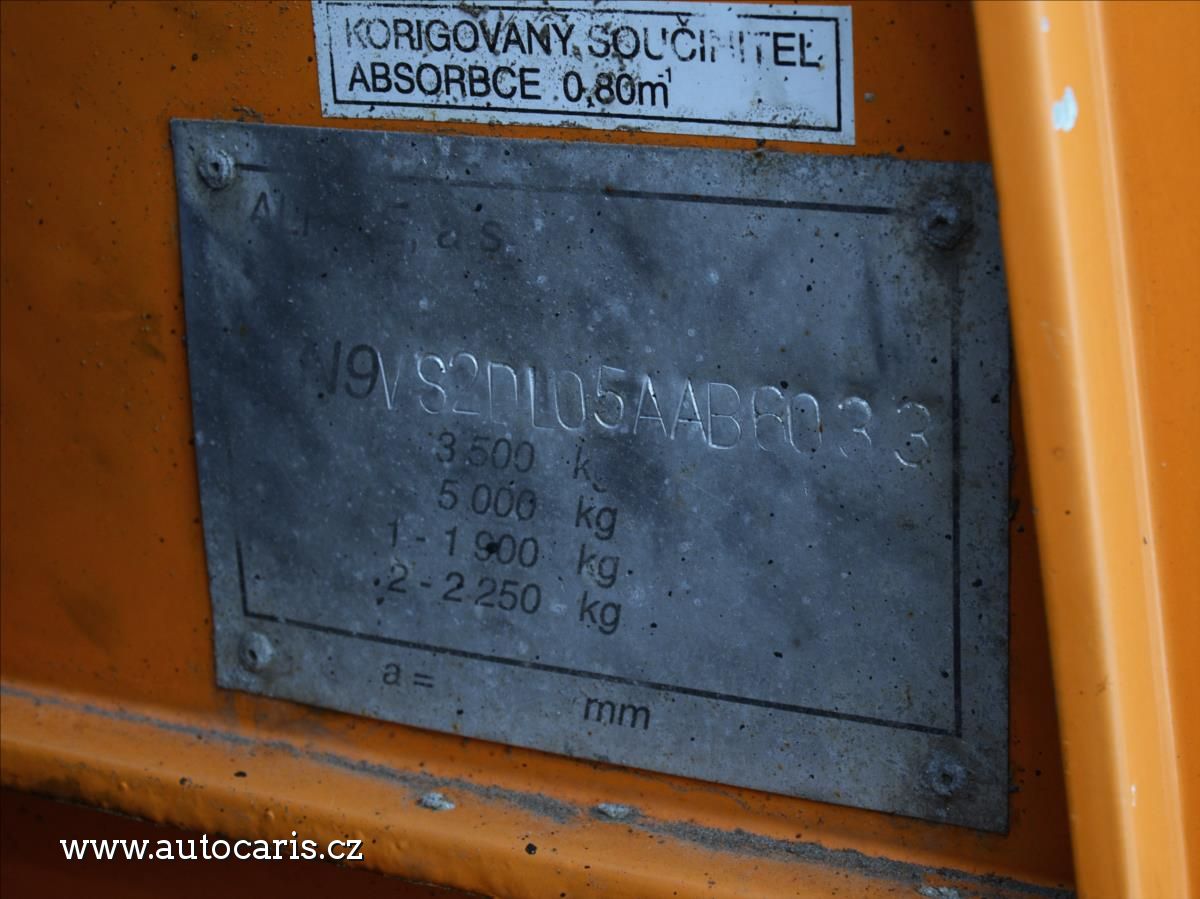 KORIGOVANÝ SOUČINITEL
ABSORBCE 0,80m⁻¹
a.s.
3 500 kg
5 000 kg
1 - 1 900 kg
2 - 2 250 kg
a = mm
www.autocaris.cz